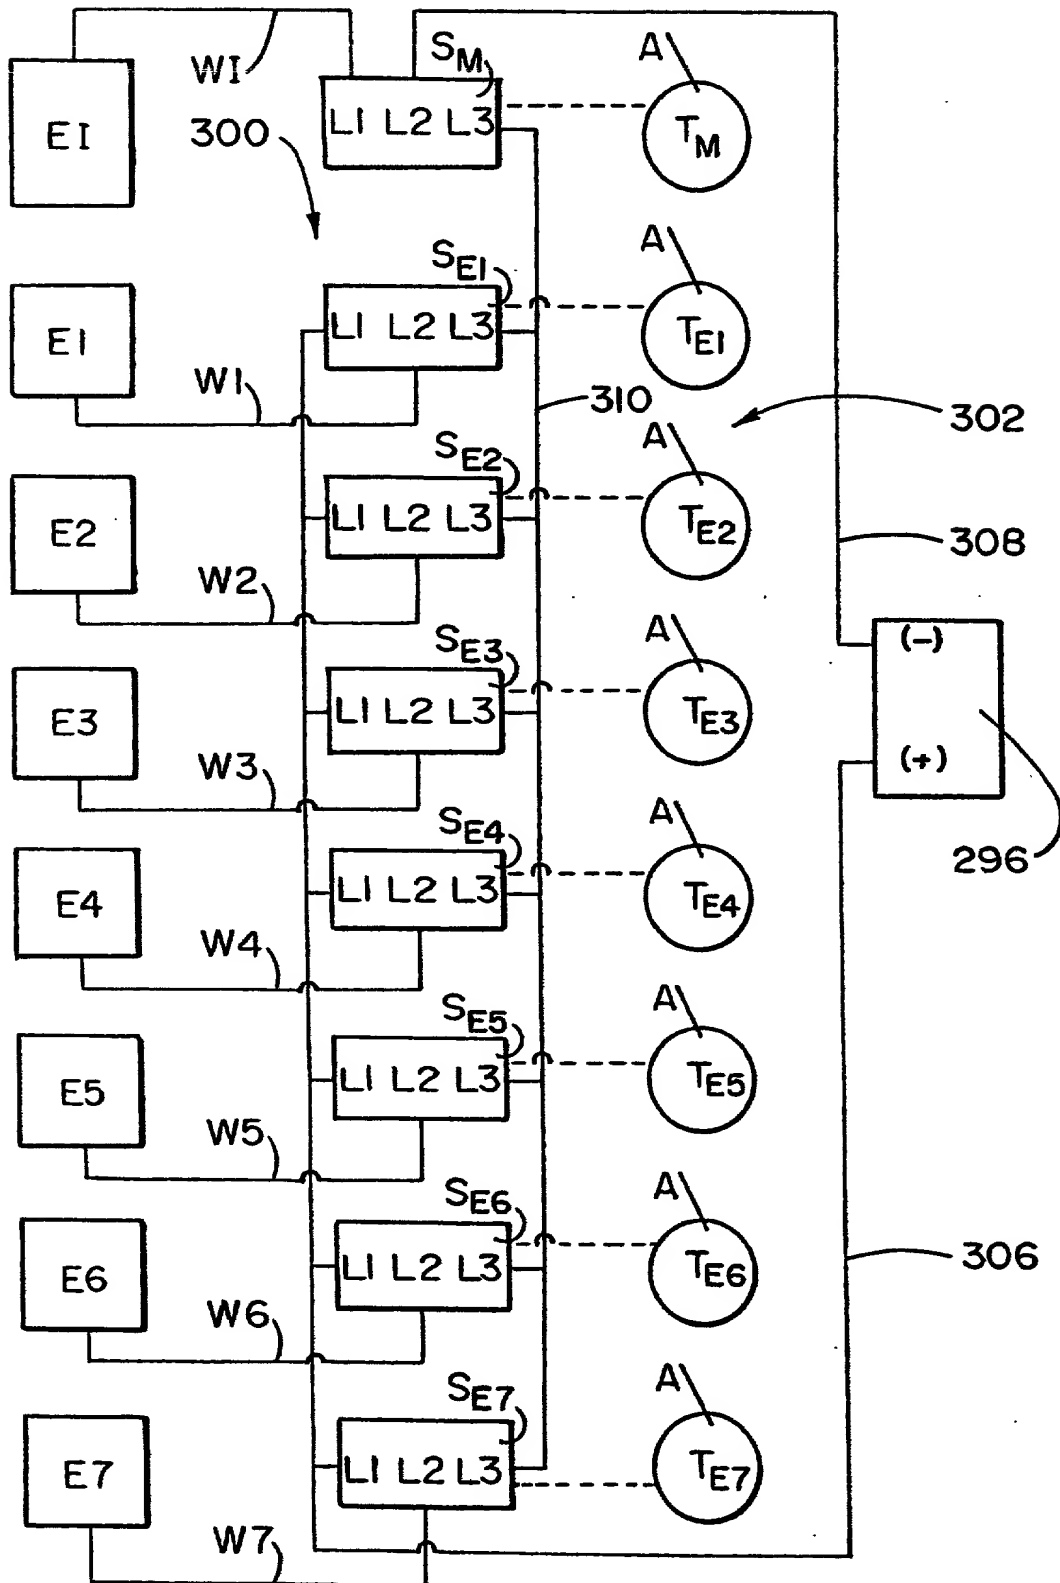 S_M
A
WI
EI
L1 L2 L3
T_M
300
S_E1
A
E1
L1 L2 L3
T_E1
W1
310
302
S_E2
A
E2
L1 L2 L3
T_E2
308
W2
S_E3
A
(-)
E3
L1 L2 L3
T_E3
W3
(+)
S_E4
A
296
E4
L1 L2 L3
T_E4
W4
S_E5
A
E5
L1 L2 L3
T_E5
W5
S_E6
A
306
E6
L1 L2 L3
T_E6
W6
S_E7
A
E7
L1 L2 L3
T_E7
W7